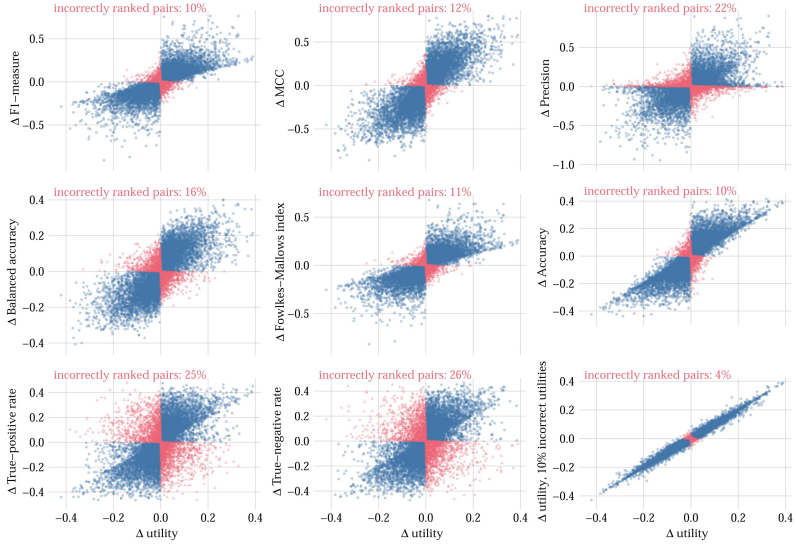 incorrectly ranked pairs: 10%
Δ F1−measure
0.5
0.0
−0.5
incorrectly ranked pairs: 12%
Δ MCC
0.5
0.0
−0.5
incorrectly ranked pairs: 22%
Δ Precision
0.5
0.0
−0.5
−1.0
incorrectly ranked pairs: 16%
Δ Balanced accuracy
0.4
0.2
0.0
−0.2
−0.4
incorrectly ranked pairs: 11%
Δ Fowlkes−Mallows index
0.5
0.0
−0.5
incorrectly ranked pairs: 10%
Δ Accuracy
0.4
0.2
0.0
−0.2
−0.4
incorrectly ranked pairs: 25%
Δ True−positive rate
0.4
0.2
0.0
−0.2
−0.4
−0.4 −0.2 0.0 0.2 0.4
Δ utility
incorrectly ranked pairs: 26%
Δ True−negative rate
0.4
0.2
0.0
−0.2
−0.4
−0.4 −0.2 0.0 0.2 0.4
Δ utility
incorrectly ranked pairs: 4%
Δ utility, 10% incorrect utilities
0.4
0.2
0.0
−0.2
−0.4
−0.4 −0.2 0.0 0.2 0.4
Δ utility